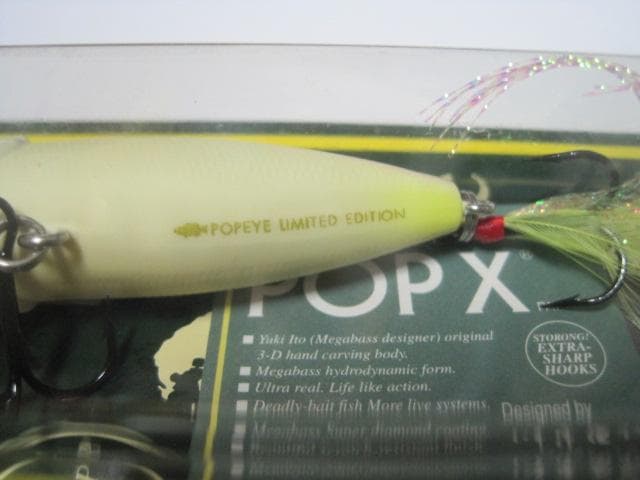 POPEYE LIMITED EDITION
POP X®
Yuki Ito (Megabass designer) original
3-D hand carving body.
Megabass hydrodynamic form.
Ultra real. Life like action.
Deadly-bait fish More live systems.
STORONG!
EXTRA-
SHARP
HOOKS
Designed by